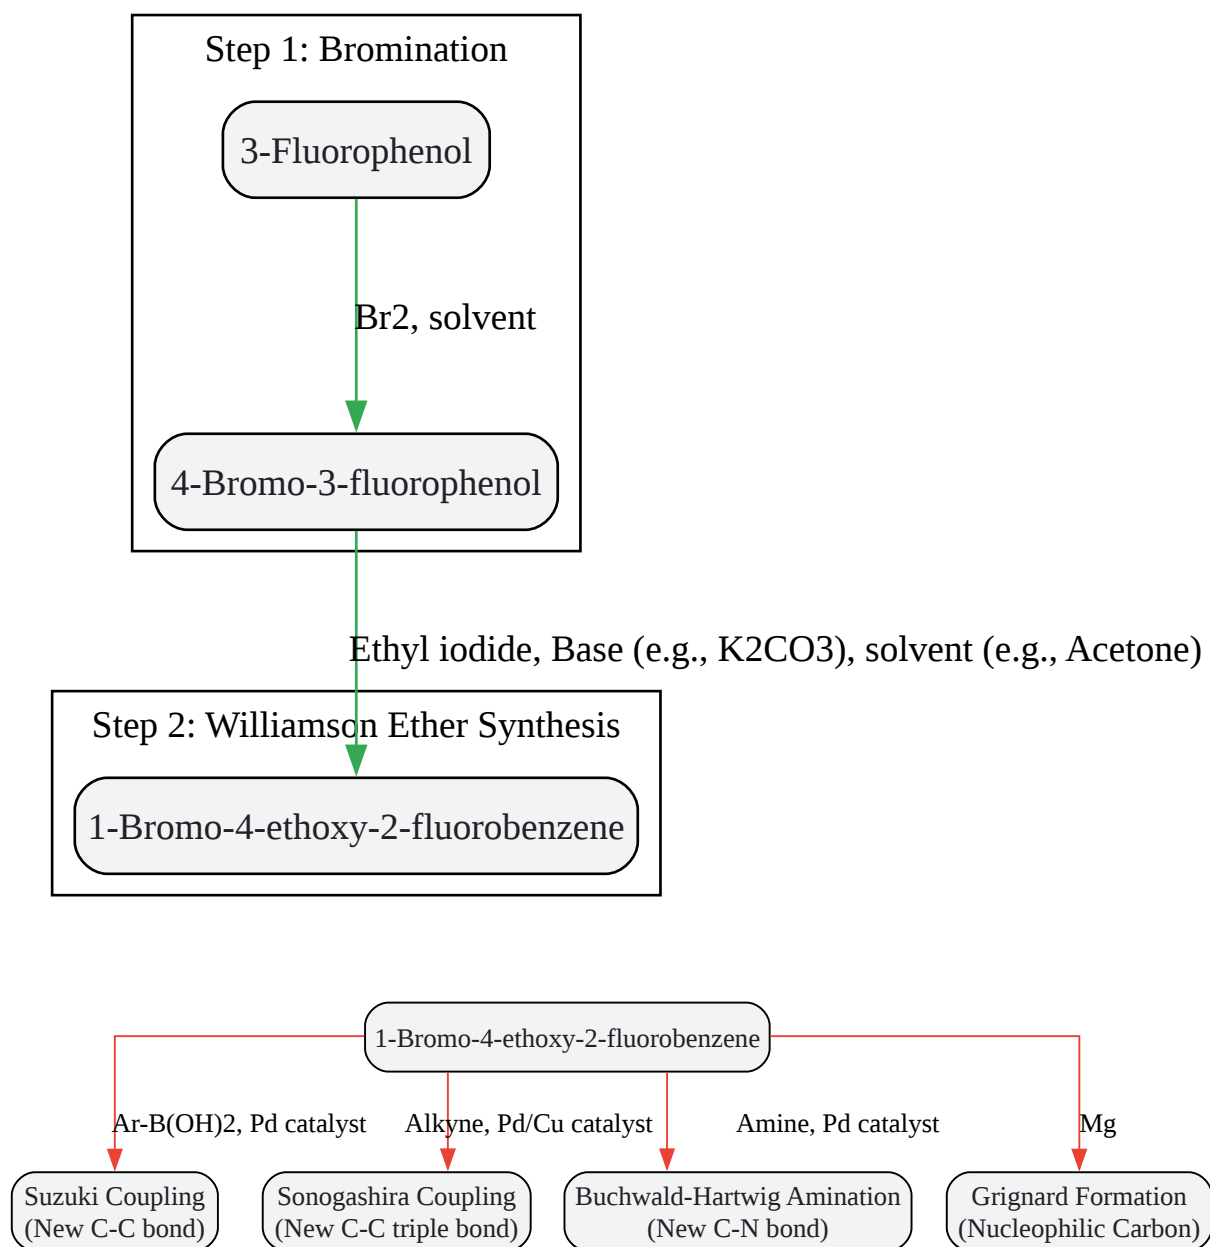 Step 1: Bromination
3-Fluorophenol
Br2, solvent
4-Bromo-3-fluorophenol
Ethyl iodide, Base (e.g., K2CO3), solvent (e.g., Acetone)
Step 2: Williamson Ether Synthesis
1-Bromo-4-ethoxy-2-fluorobenzene
1-Bromo-4-ethoxy-2-fluorobenzene
Ar-B(OH)2, Pd catalyst
Alkyne, Pd/Cu catalyst
Amine, Pd catalyst
Mg
Suzuki Coupling
(New C-C bond)
Sonogashira Coupling
(New C-C triple bond)
Buchwald-Hartwig Amination
(New C-N bond)
Grignard Formation
(Nucleophilic Carbon)